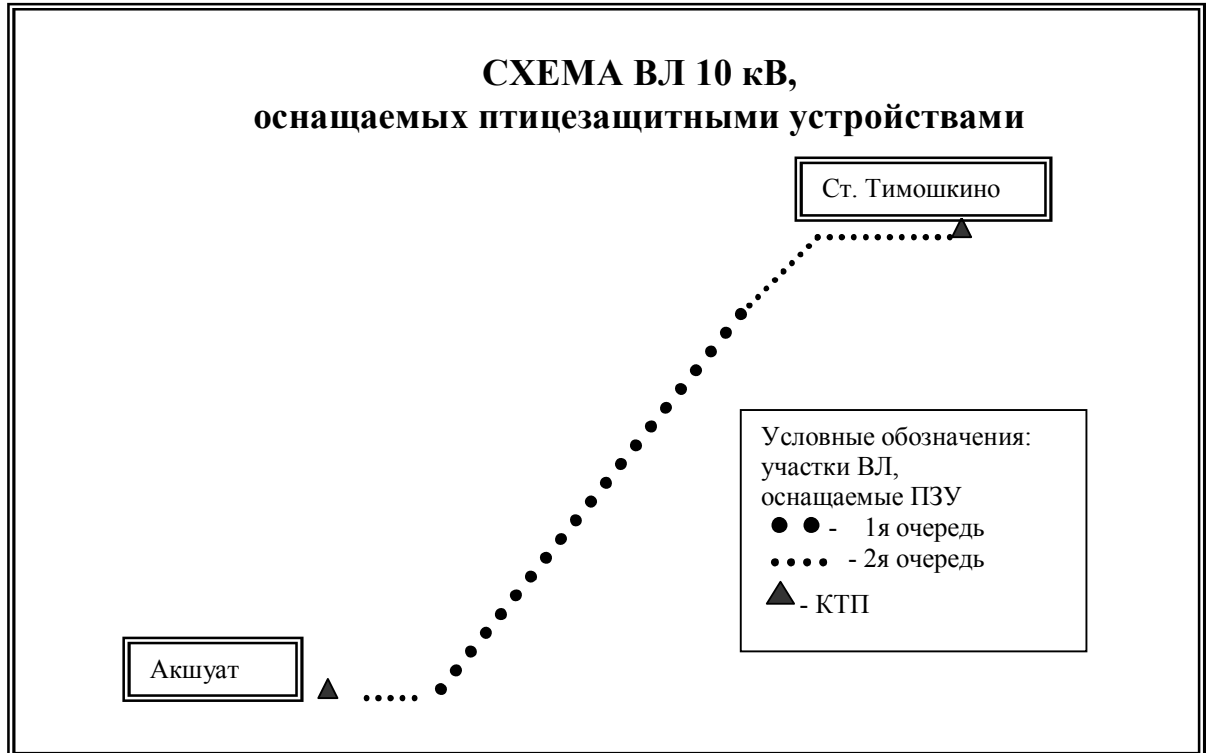 СХЕМА ВЛ 10 кВ,
оснащаемых птицезащитными устройствами
Ст. Тимошкино
Условные обозначения:
участки ВЛ,
оснащаемые ПЗУ
- 1я очередь
- 2я очередь
- КТП
Акшуат